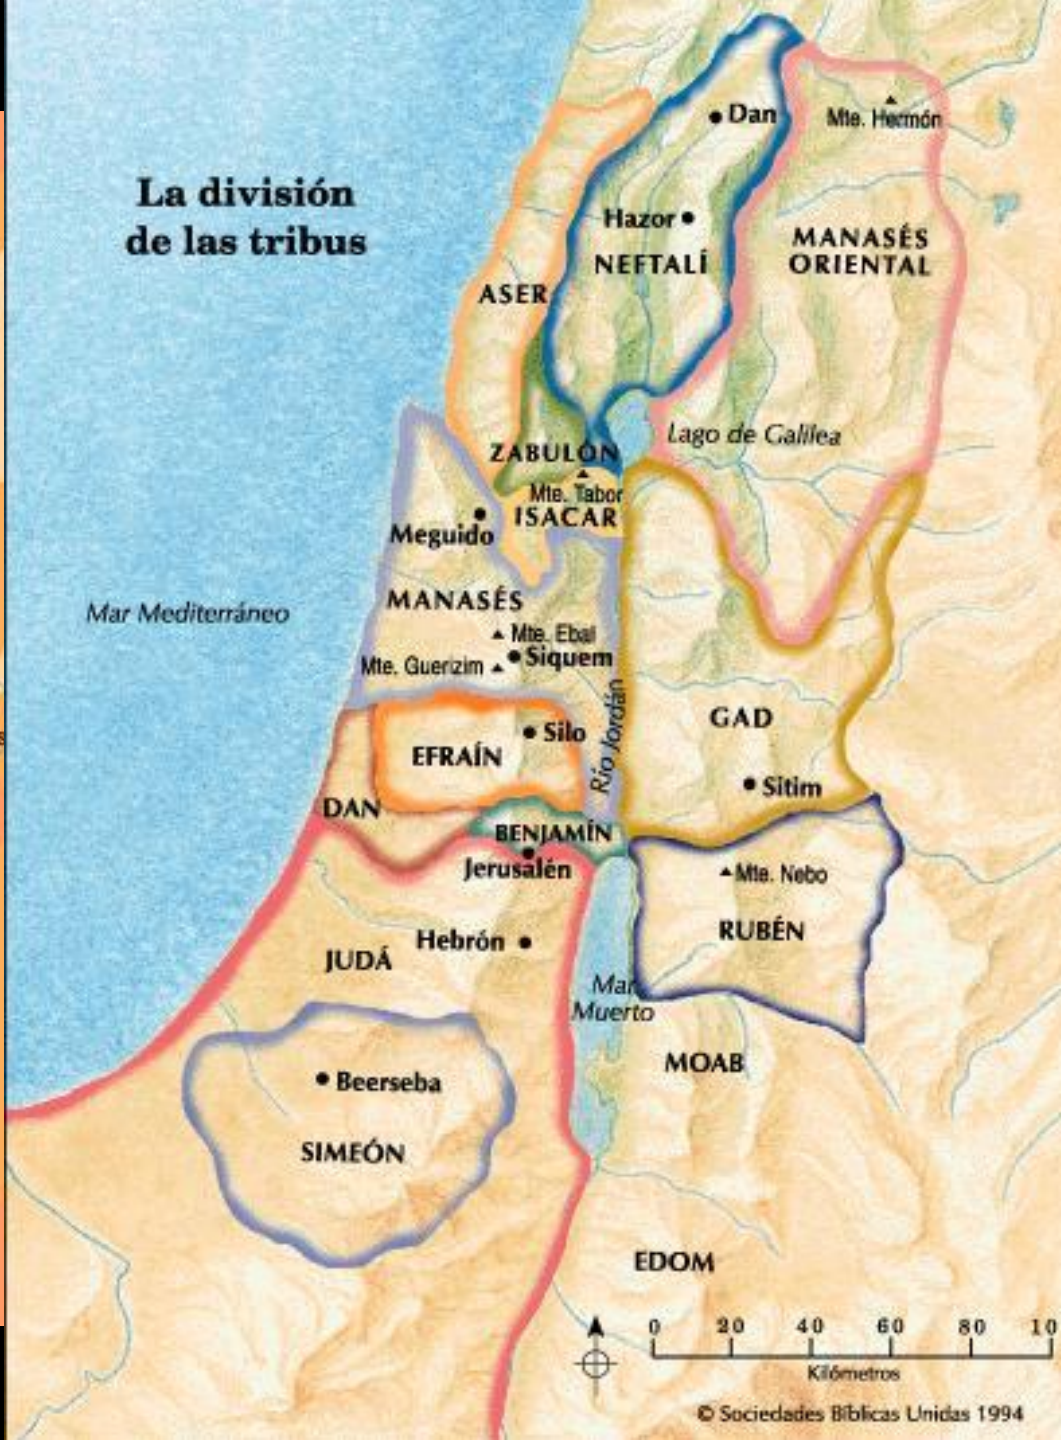 La división
de las tribus
Dan
Mte. Hermón
Hazor
NEFTALÍ
MANASÉS
ORIENTAL
ASER
Lago de Galilea
ZABULÓN
Mte. Tabor
ISACAR
Meguido
MANASÉS
Mar Mediterráneo
Mte. Ebal
Siquem
Mte. Guerizim
Río Jordán
GAD
Silo
EFRAÍN
Sitim
DAN
BENJAMÍN
Jerusalén
Mte. Nebo
RUBÉN
Hebrón
JUDÁ
Mar
Muerto
MOAB
Beerseba
SIMEÓN
EDOM
0 20 40 60 80 10
Kilómetros
© Sociedades Bíblicas Unidas 1994